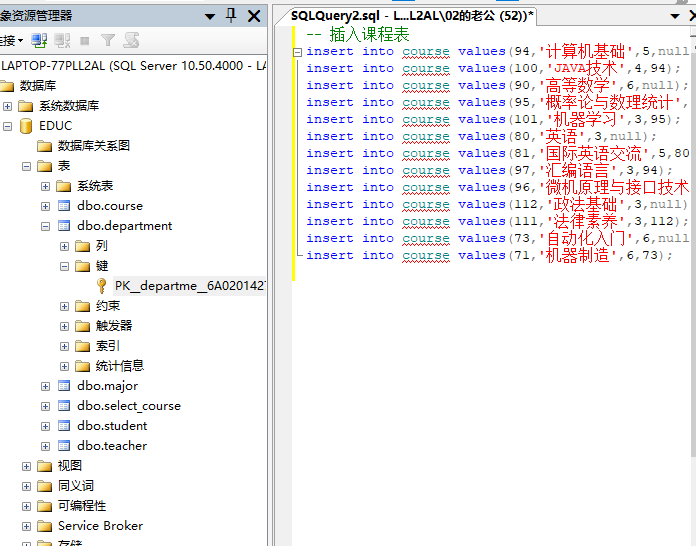 象资源管理器
连接
LAPTOP-77PLL2AL (SQL Server 10.50.4000 - LA
数据库
系统数据库
EDUC
数据库关系图
表
系统表
dbo.course
dbo.department
列
键
PK__departme__6A020142
约束
触发器
索引
统计信息
dbo.major
dbo.select_course
dbo.student
dbo.teacher
视图
同义词
可编程性
Service Broker
存储
SQLQuery2.sql - L...L2AL\02的老公 (52))*
-- 插入课程表
insert into course values(94,'计算机基础',5,null
insert into course values(100,'JAVA技术',4,94);
insert into course values(90,'高等数学',6,null);
insert into course values(95,'概率论与数理统计',
insert into course values(101,'机器学习',3,95);
insert into course values(80,'英语',3,null);
insert into course values(81,'国际英语交流',5,80
insert into course values(97,'汇编语言',3,94);
insert into course values(96,'微机原理与接口技术
insert into course values(112,'政法基础',3,null)
insert into course values(111,'法律素养',3,112);
insert into course values(73,'自动化入门',6,null
insert into course values(71,'机器制造',6,73);